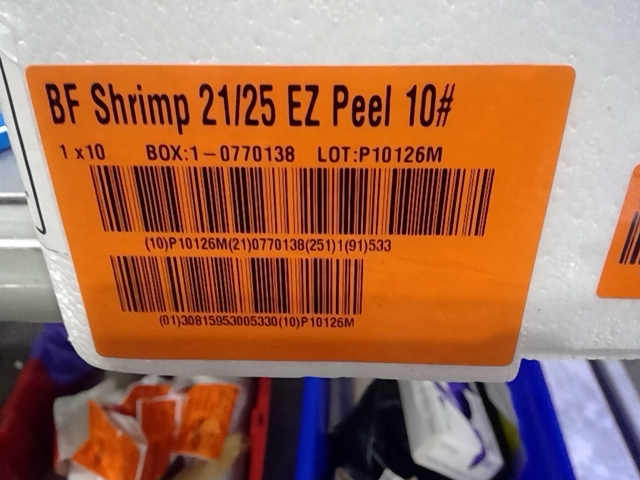 BF Shrimp 21/25 EZ Peel 10#
1 x10 BOX:1-0770138 LOT:P10126M
(10)P10126M(21)0770138(251)1(91)533
(01)30815953005330(10)P10126M